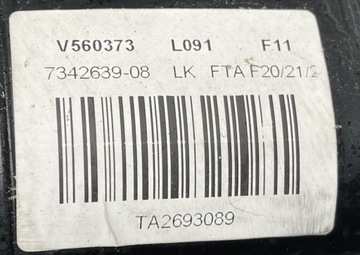 V560373 L091 F11
7342639-08 LK FTA F20/21/2
TA2693089